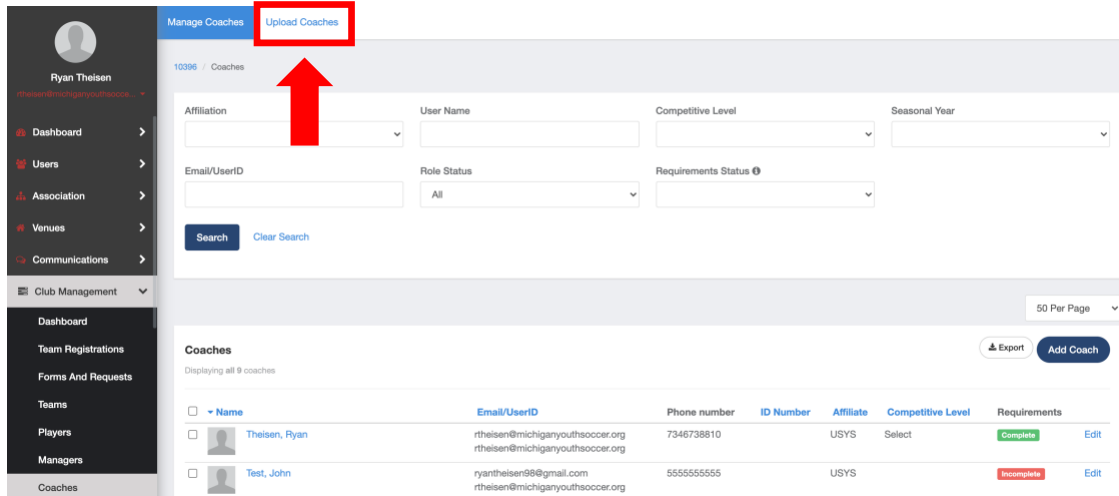 Manage Coaches Upload Coaches
Ryan Theisen
rtheisen@michiganyouthsocce...
10396 / Coaches
Affiliation User Name Competitive Level Seasonal Year
Dashboard
Users
Email/UserID Role Status Requirements Status
All
Association
Venues
Search Clear Search
Communications
Club Management
50 Per Page
Dashboard
Team Registrations
Coaches Export Add Coach
Displaying all 9 coaches
Forms And Requests
Teams
Name Email/UserID Phone number ID Number Affiliate Competitive Level Requirements
Players
Theisen, Ryan rtheisen@michiganyouthsoccer.org 7346738810 USYS Select Complete Edit
rtheisen@michiganyouthsoccer.org
Managers
Test, John ryantheisen98@gmail.com 5555555555 USYS Incomplete Edit
rtheisen@michiganyouthsoccer.org
Coaches